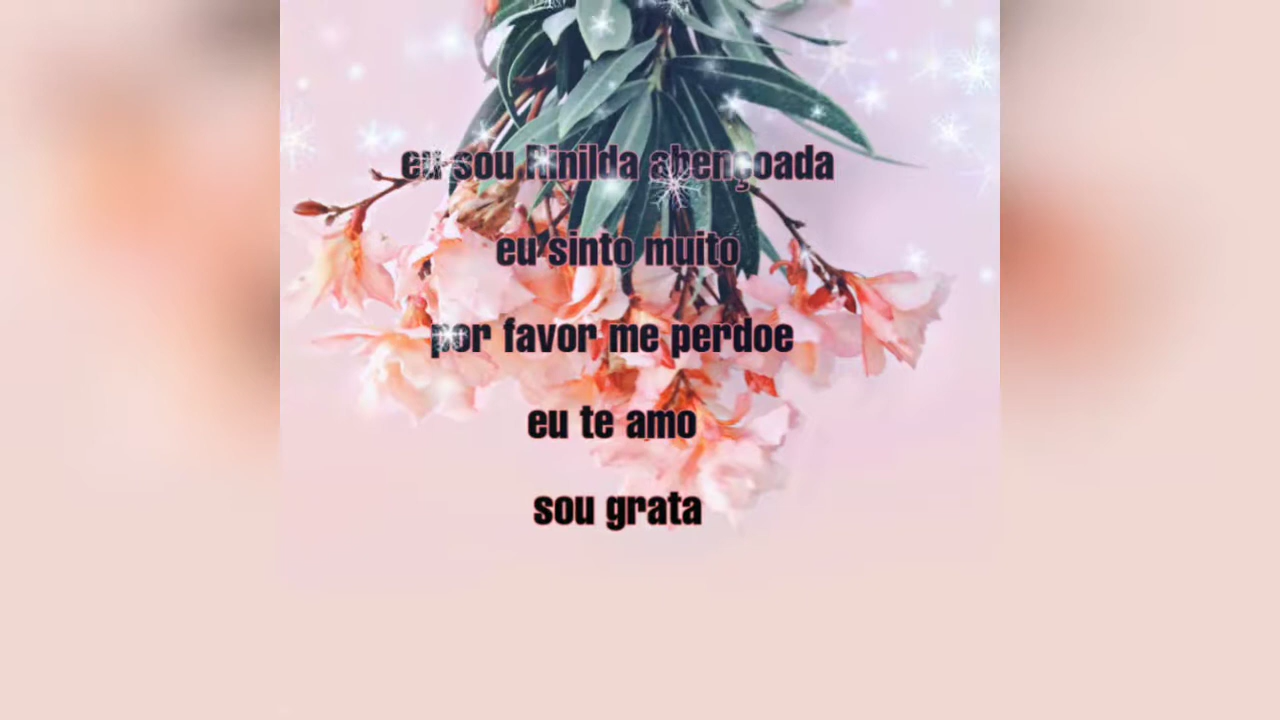 eu sou Rinilda abençoada
eu sinto muito
por favor me perdoe
eu te amo
sou grata